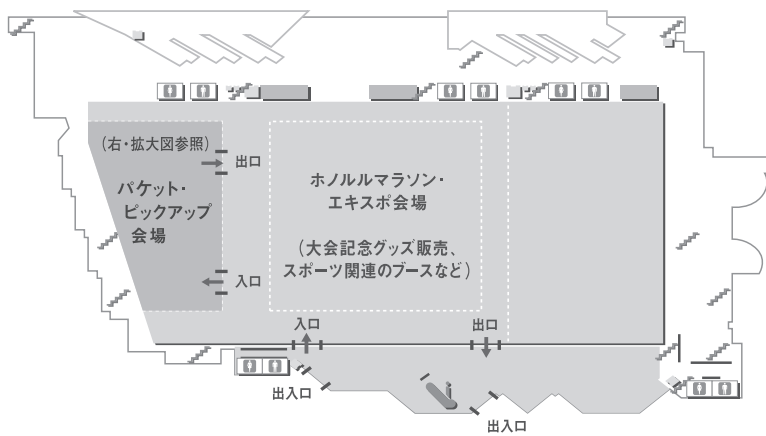 （右・拡大図参照）
パケット・
ピックアップ
会場
出口
入口
ホノルルマラソン・
エキスポ会場
（大会記念グッズ販売、
スポーツ関連のブースなど）
入口
出口
出入口
出入口